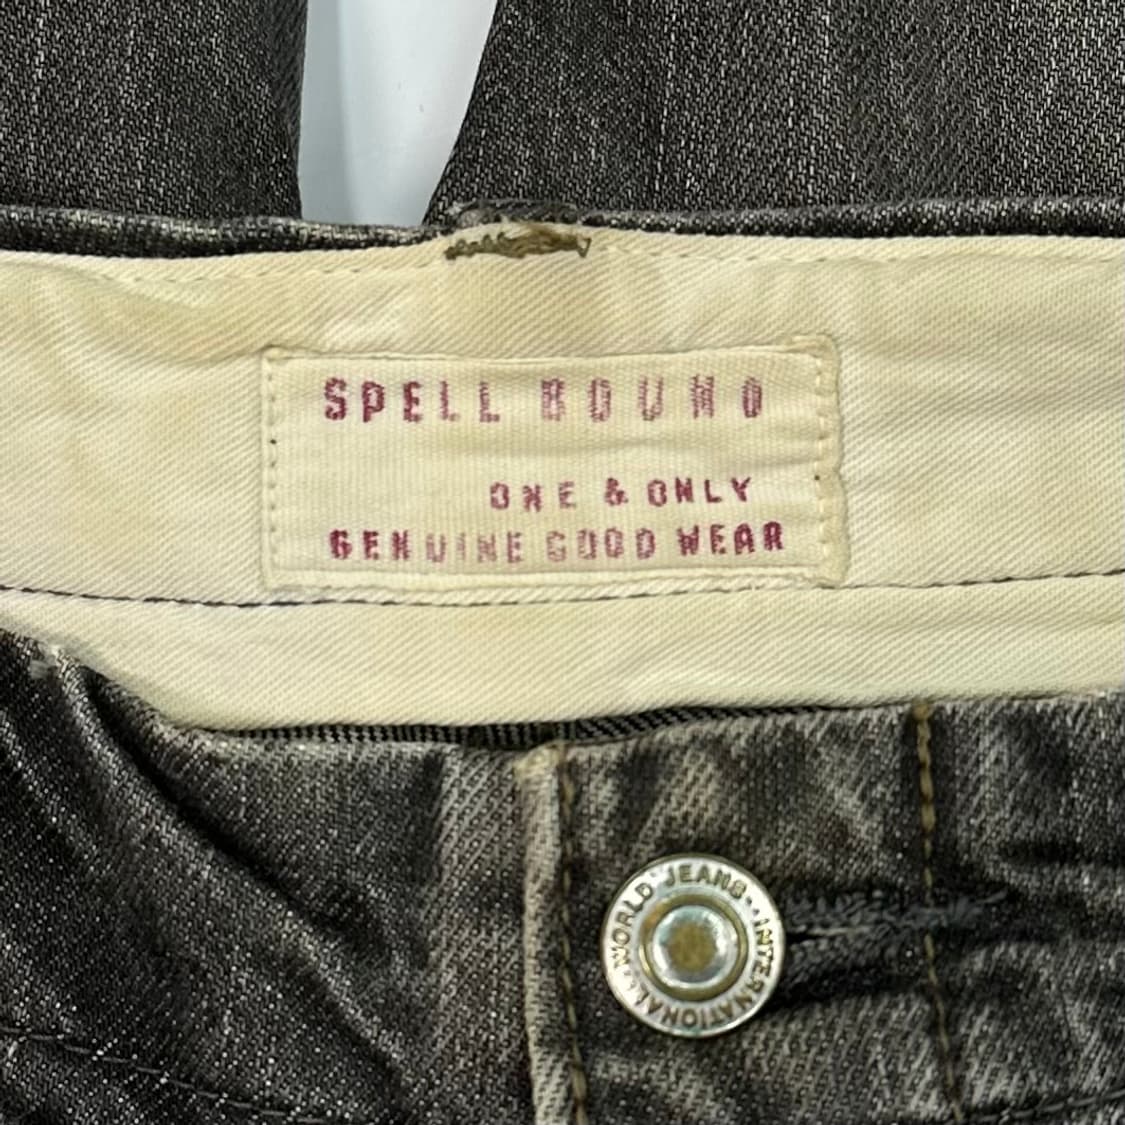 SPELL BOUND
ONE & ONLY
GENUINE GOOD WEAR
WORLD JEANS··INTERNATIONAL··